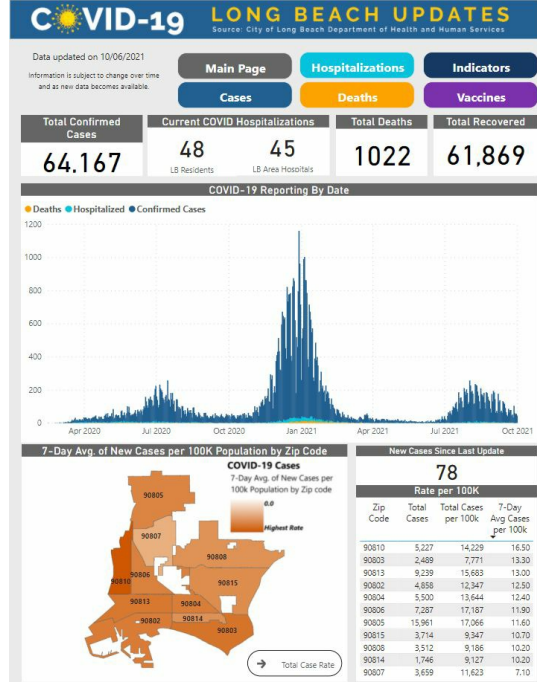 COVID-19 LONG BEACH UPDATES
Source: City of Long Beach Department of Health and Human Services
Data updated on 10/06/2021
Information is subject to change over time
and as new data becomes available.
Main Page
Hospitalizations
Indicators
Cases
Deaths
Vaccines
Total Confirmed
Cases
64,167
Current COVID Hospitalizations
48
LB Residents
45
LB Area Hospitals
Total Deaths
1022
Total Recovered
61,869
COVID-19 Reporting By Date
Deaths Hospitalized Confirmed Cases
1200
1000
800
600
400
200
0
Apr 2020 Jul 2020 Oct 2020 Jan 2021 Apr 2021 Jul 2021 Oct 2021
7-Day Avg. of New Cases per 100K Population by Zip Code
COVID-19 Cases
7-Day Avg. of New Cases per
100k Population by Zip code
0.0
Highest Rate
90805
90807
90808
90810
90806
90815
90813
90804
90802
90814
90803
Total Case Rate
New Cases Since Last Update
78
Rate per 100K
Zip Code Total Cases Total Cases per 100k 7-Day Avg Cases per 100k
90810 5,227 14,229 16.50
90803 2,489 7,771 13.30
90813 9,239 15,683 13.00
90802 4,858 12,347 12.50
90804 5,500 13,644 12.40
90806 7,287 17,187 11.90
90805 15,961 17,066 11.60
90815 3,714 9,347 10.70
90808 3,512 9,186 10.20
90814 1,746 9,127 10.20
90807 3,659 11,623 7.10